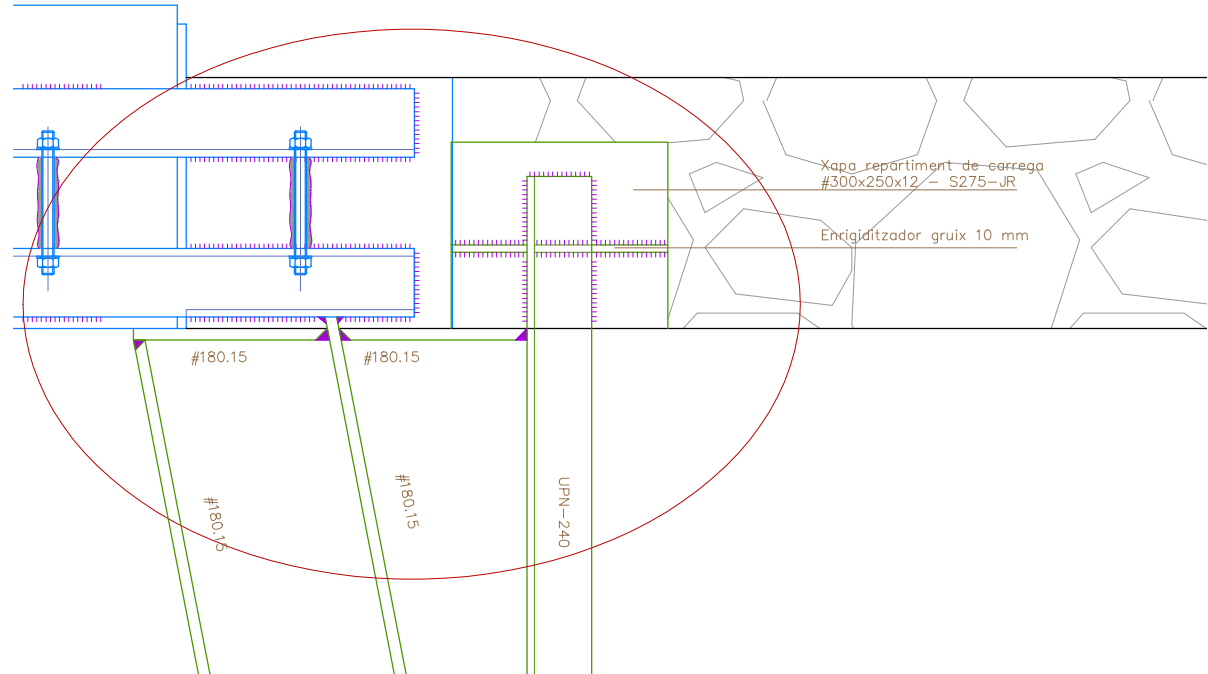 Xapa repartiment de carrega
#300x250x12 - S275-JR
Enrigiditzador gruix 10 mm
#180.15
#180.15
#180.15
#180.15
UPN-240